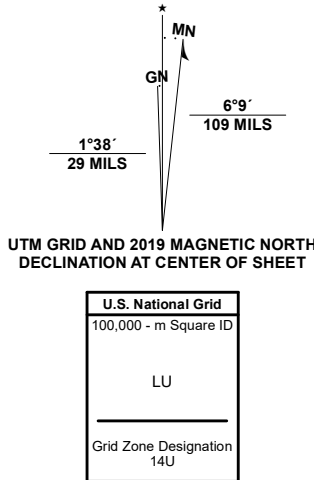 ★
MN
GN
6°9´
109 MILS
1°38´
29 MILS
UTM GRID AND 2019 MAGNETIC NORTH
DECLINATION AT CENTER OF SHEET
U.S. National Grid
100,000 - m Square ID
LU
Grid Zone Designation
14U